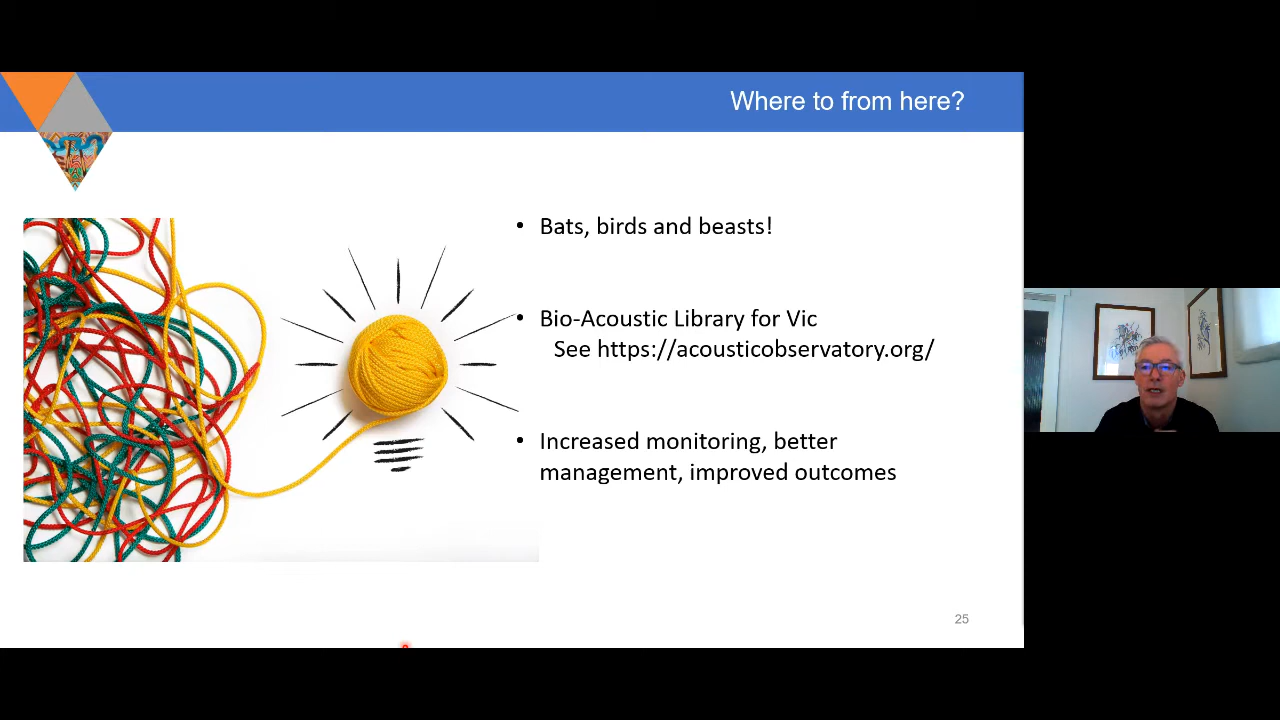 Where to from here?
• Bats, birds and beasts!
• Bio-Acoustic Library for Vic
See https://acousticobservatory.org/
• Increased monitoring, better
management, improved outcomes
25